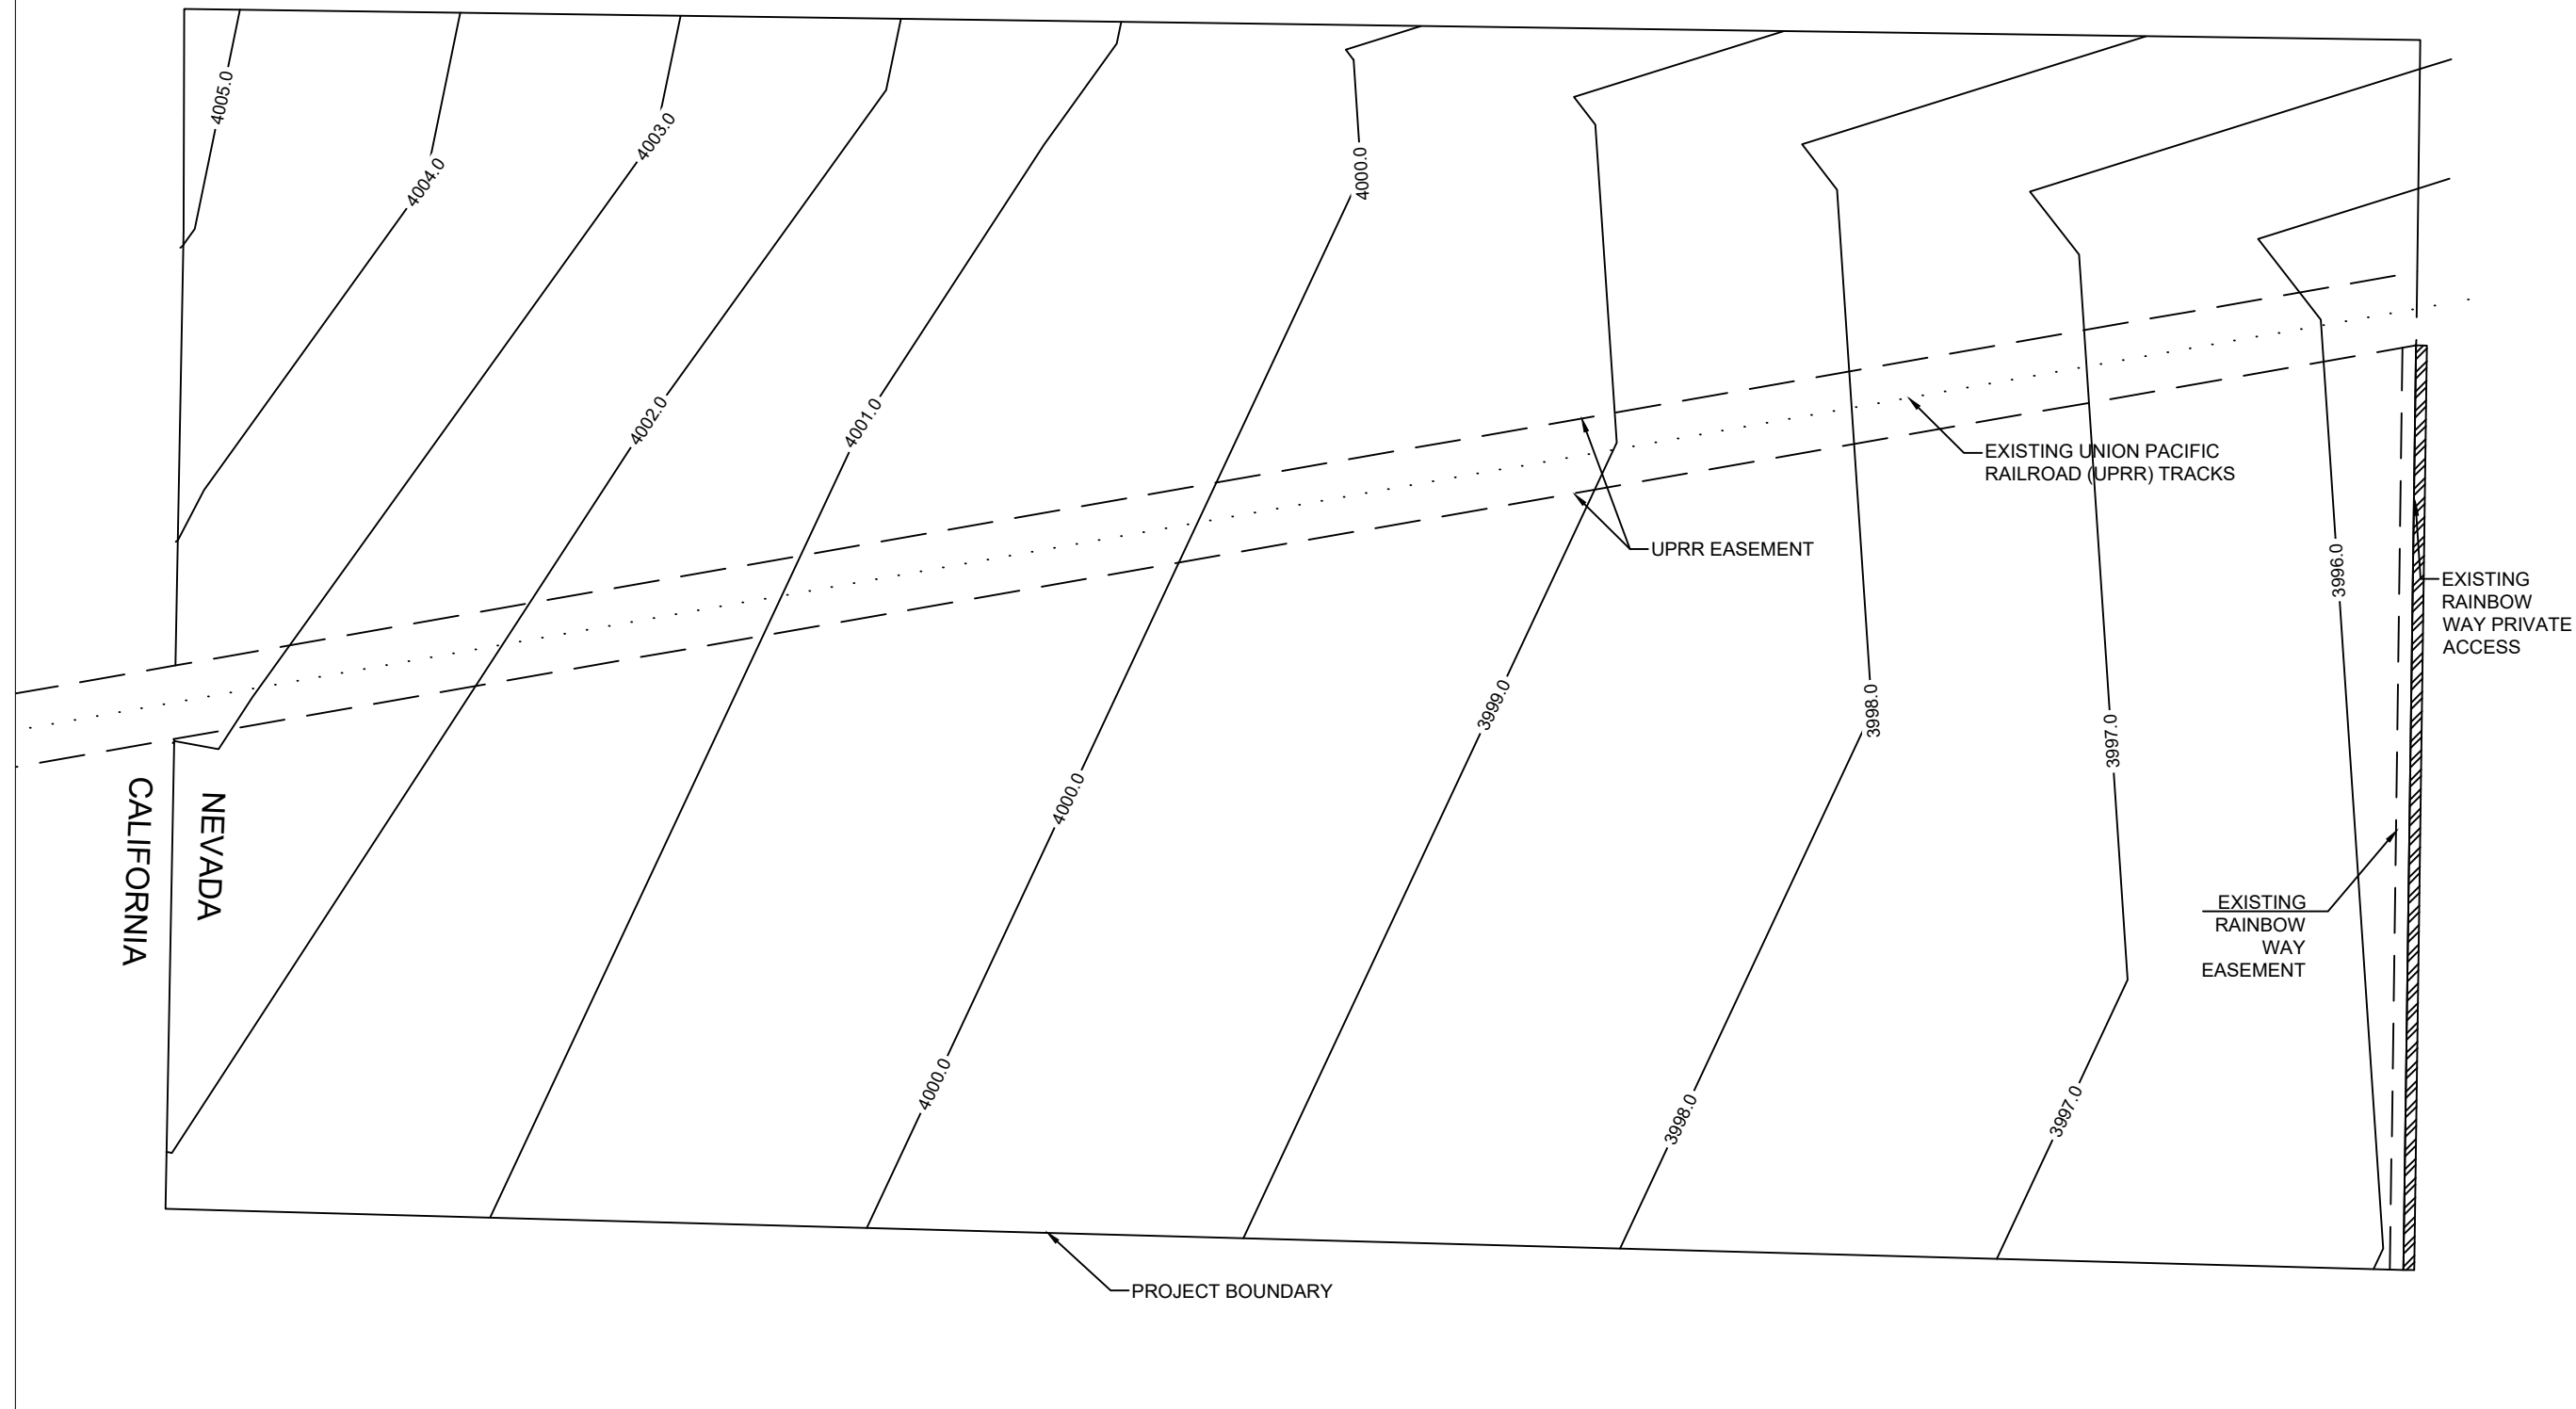 4005.0
4004.0
4003.0
4002.0
4001.0
4000.0
4000.0
4000.0
3999.0
3998.0
3998.0
3997.0
3997.0
3996.0
EXISTING UNION PACIFIC
RAILROAD (UPRR) TRACKS
UPRR EASEMENT
EXISTING
RAINBOW
WAY PRIVATE
ACCESS
NEVADA
CALIFORNIA
EXISTING
RAINBOW
WAY
EASEMENT
PROJECT BOUNDARY